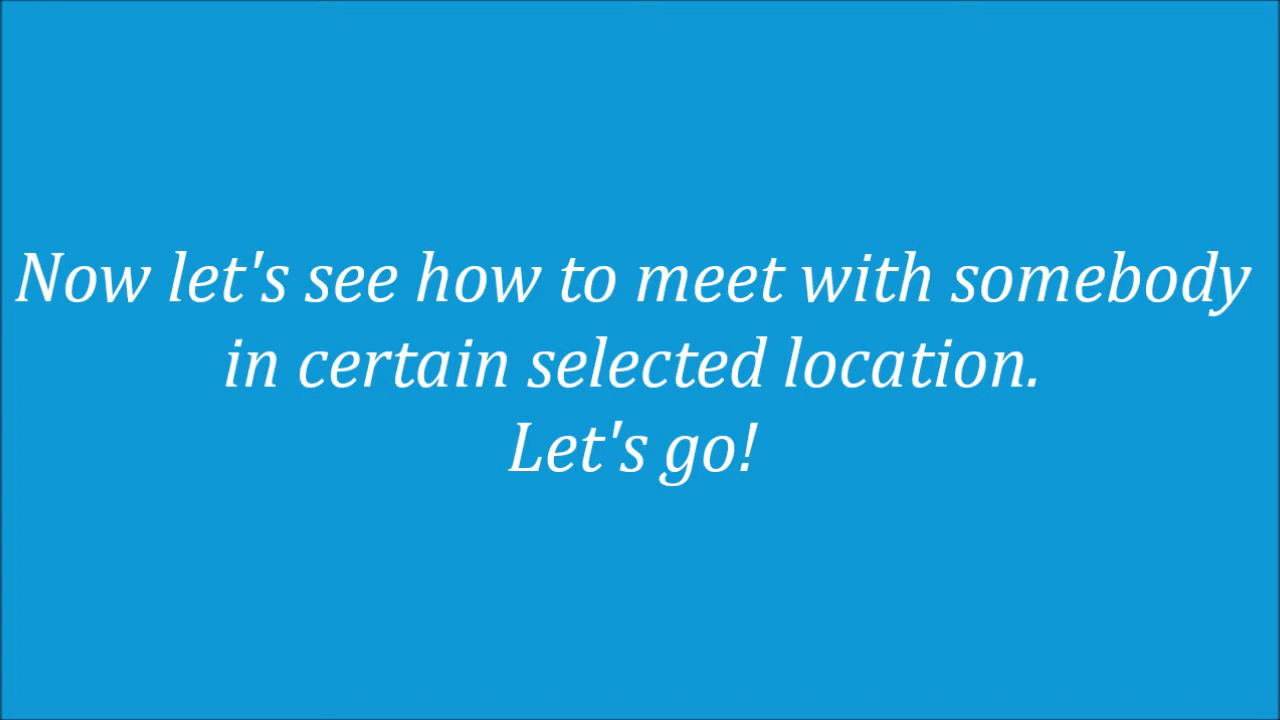 Now let's see how to meet with somebody
in certain selected location.
Let's go!